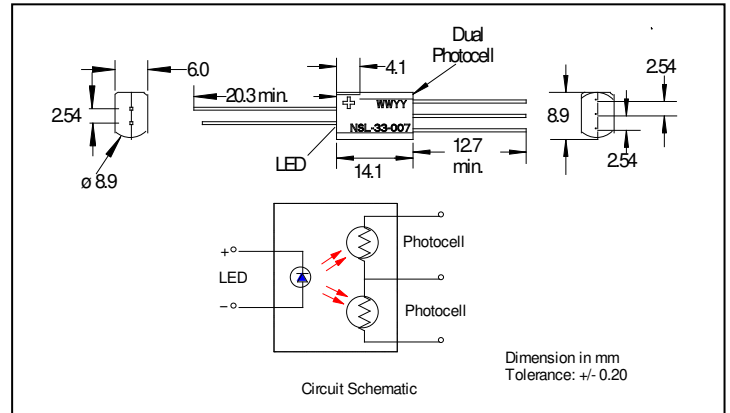 Dual
Photocell
6.0
4.1
2.54
20.3 min.
2.54
+ WWYY
8.9
NSL-33-007
LED
12.7
min.
14.1
2.54
ø 8.9
+
LED
−
Photocell
Photocell
Dimension in mm
Tolerance: +/- 0.20
Circuit Schematic